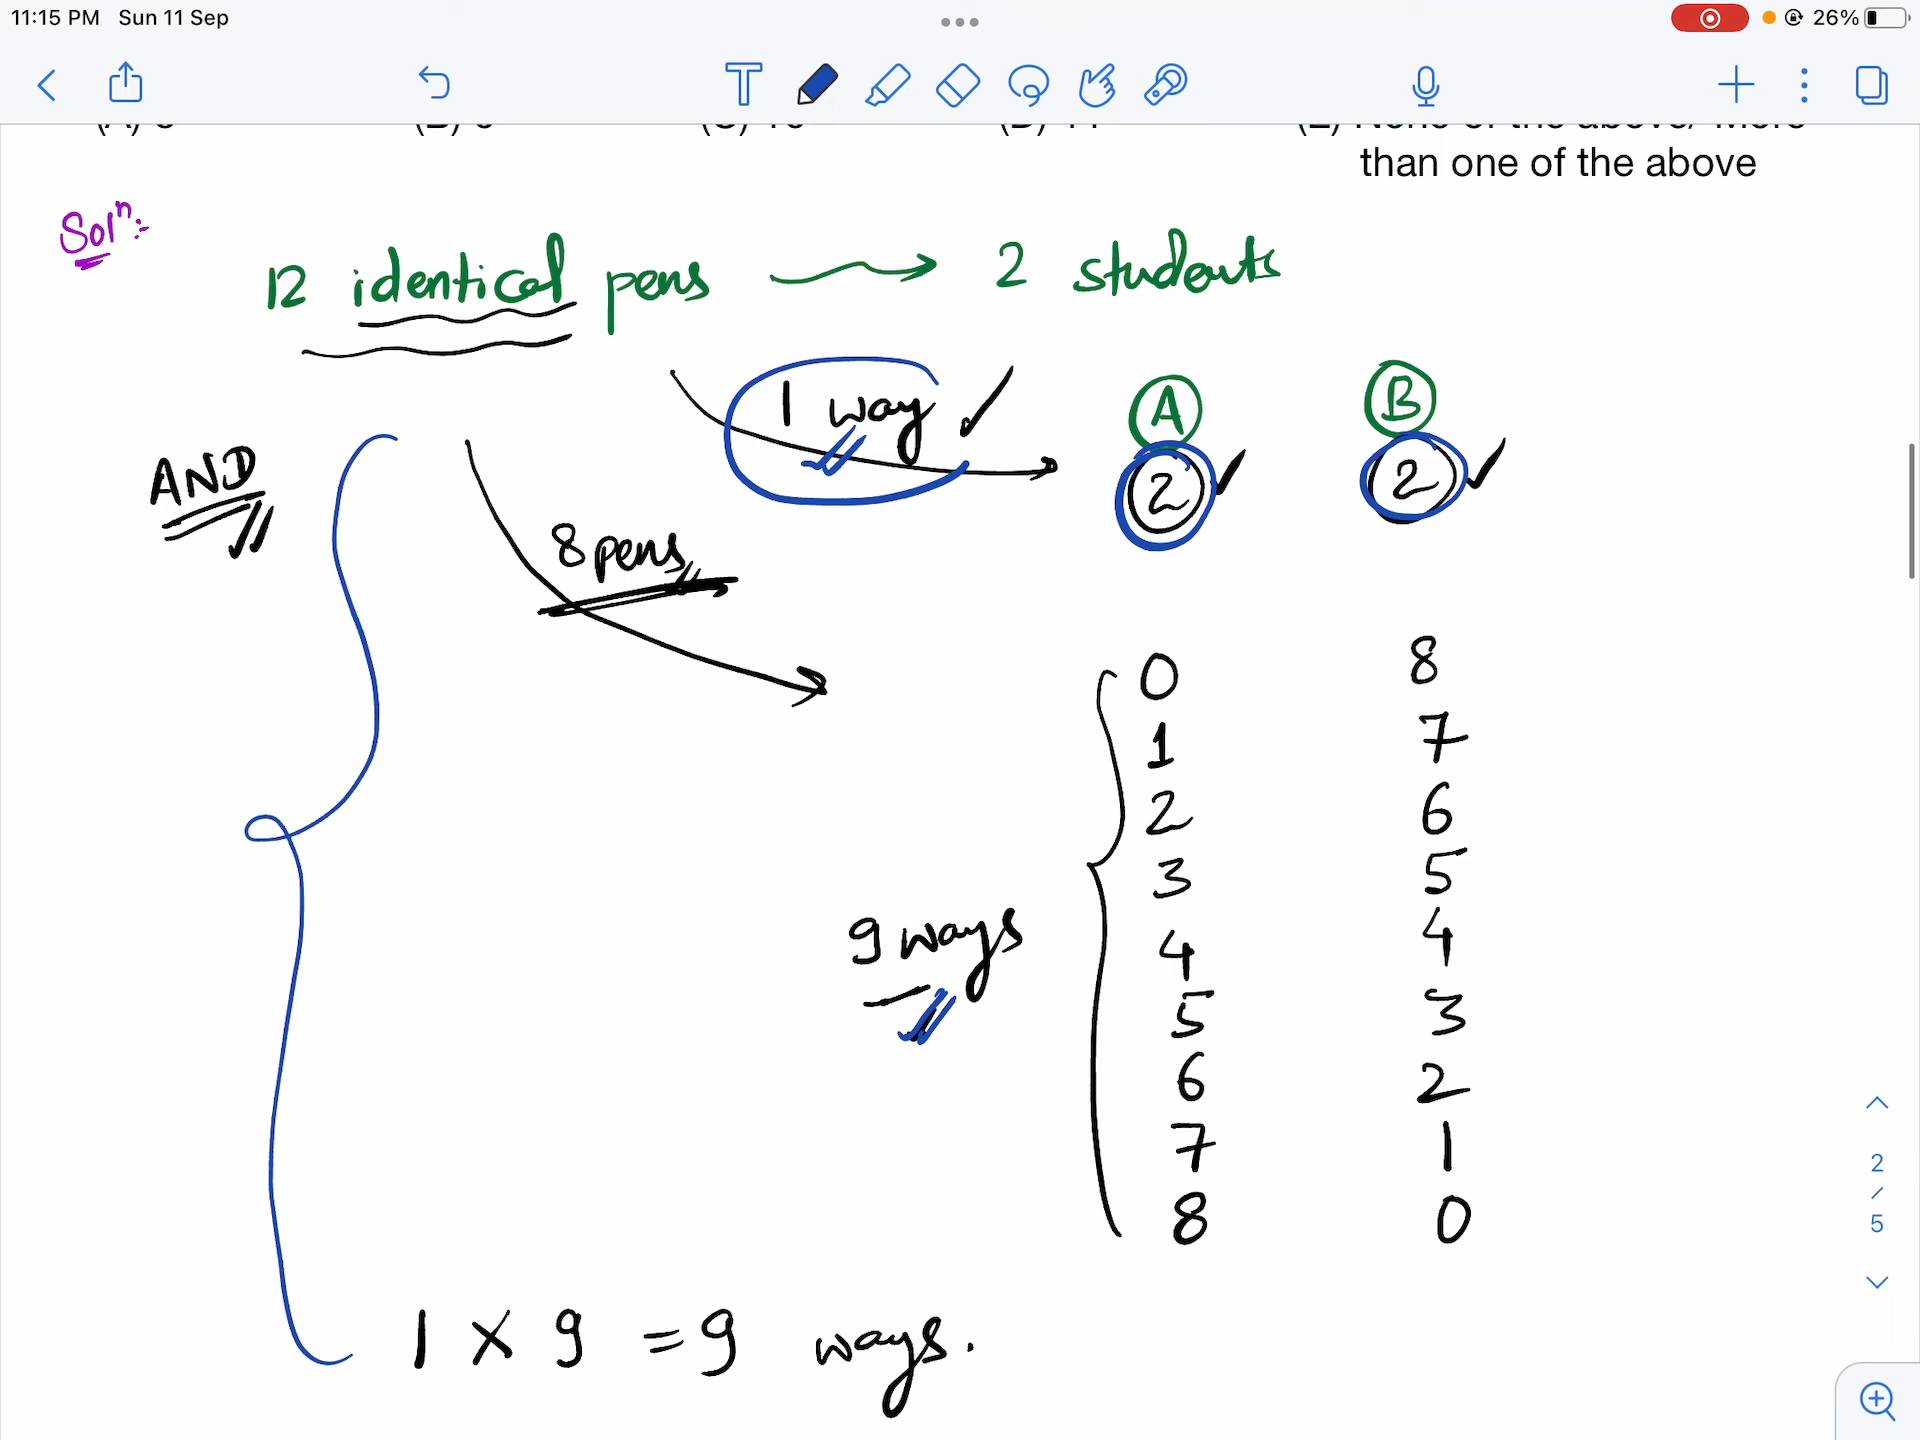 11:15 PM Sun 11 Sep 26%
than one of the above
Solⁿ:
12 identical pens → 2 students
1 way ✓ A B
AND 2 ✓ 2 ✓
8 pens
0 8
1 7
2 6
3 5
9 ways 4 4
5 3
6 2
7 1
8 0
2
/
5
1 × 9 = 9 ways.